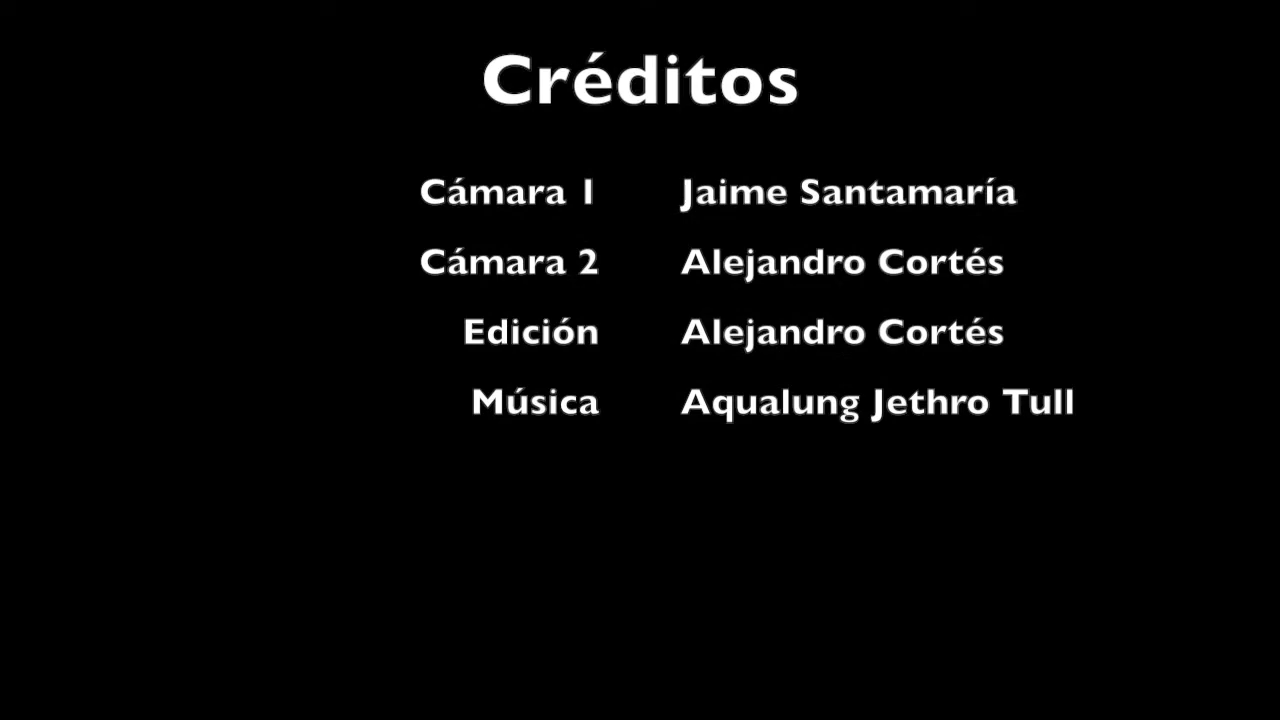 Créditos
Cámara 1 Jaime Santamaría
Cámara 2 Alejandro Cortés
Edición Alejandro Cortés
Música Aqualung Jethro Tull